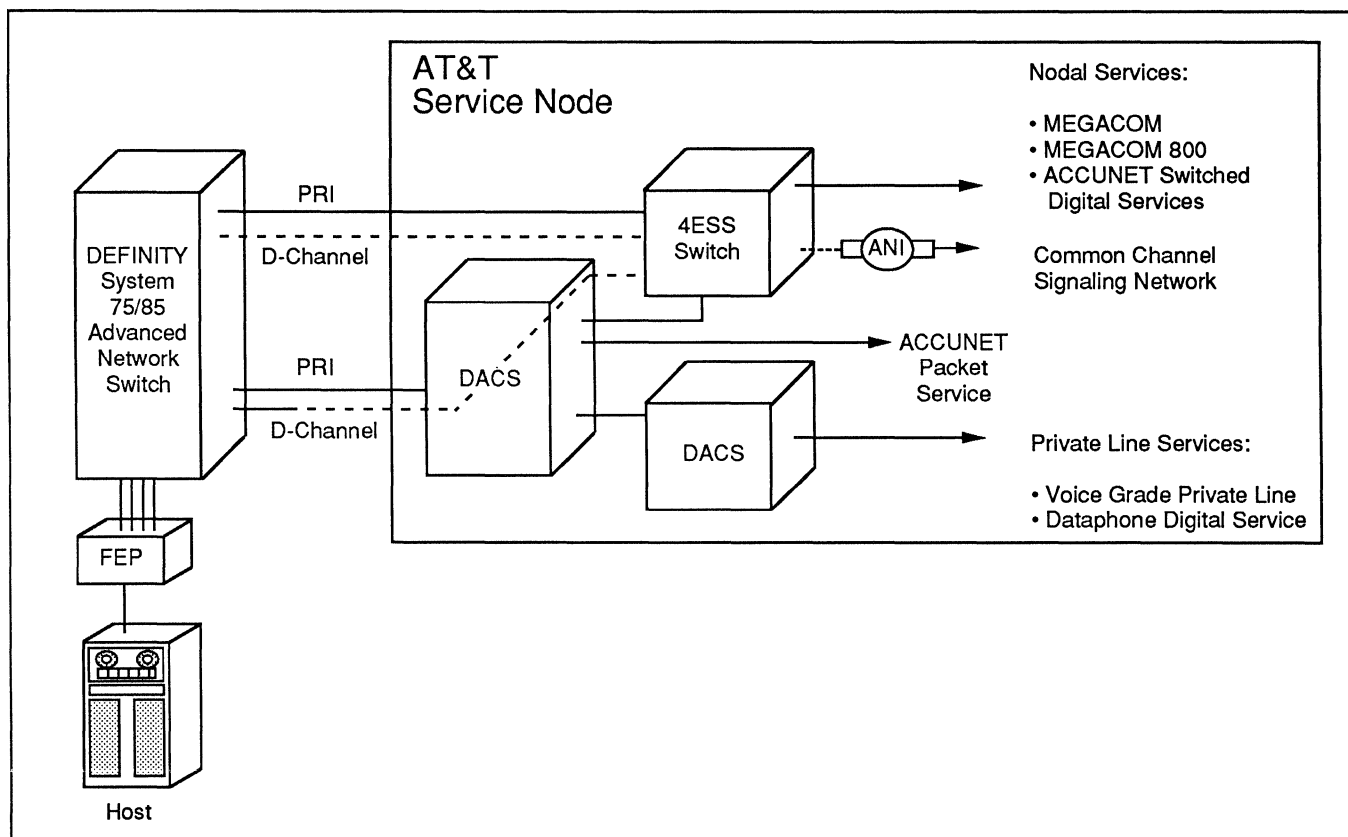 AT&T
Service Node
Nodal Services:
• MEGACOM
• MEGACOM 800
• ACCUNET Switched
Digital Services
PRI
D-Channel
4ESS
Switch
ANI
Common Channel
Signaling Network
DEFINITY
System
75/85
Advanced
Network
Switch
PRI
D-Channel
DACS
ACCUNET
Packet
Service
DACS
Private Line Services:
• Voice Grade Private Line
• Dataphone Digital Service
FEP
Host